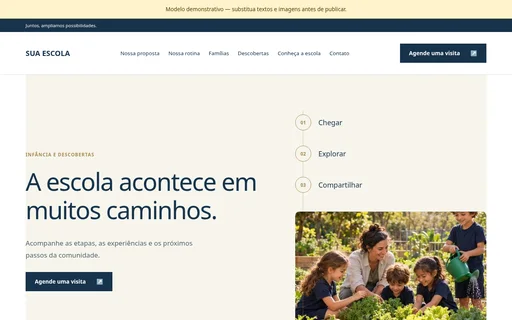 Modelo demonstrativo — substitua textos e imagens antes de publicar.
Juntos, ampliamos possibilidades.
SUA ESCOLA
Nossa proposta
Nossa rotina
Famílias
Descobertas
Conheça a escola
Contato
Agende uma visita
INFÂNCIA E DESCOBERTAS
A escola acontece em
muitos caminhos.
Acompanhe as etapas, as experiências e os próximos
passos da comunidade.
Agende uma visita
01 Chegar
02 Explorar
03 Compartilhar